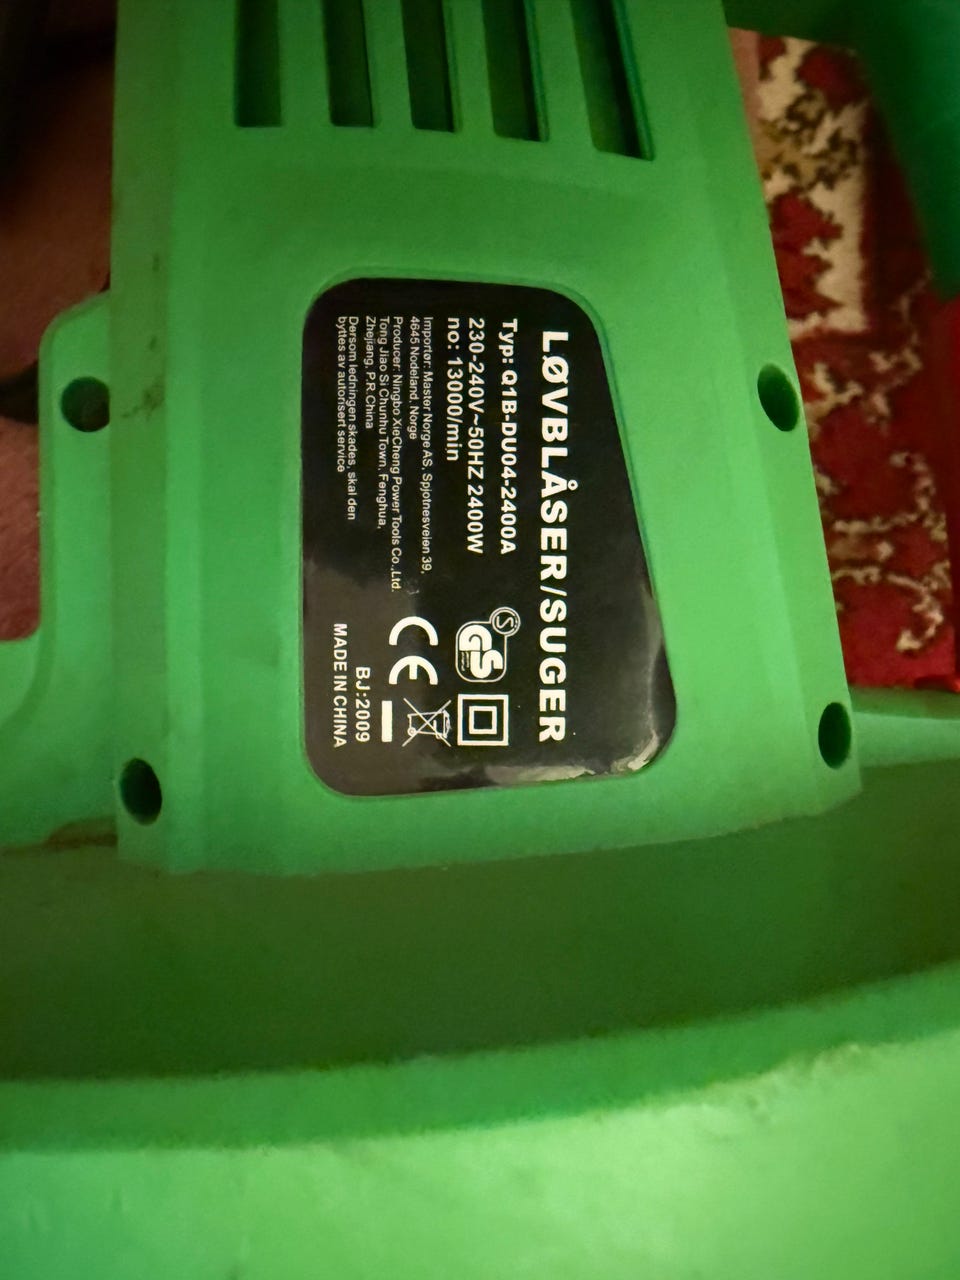 LØVBLÅSER/SUGER
Typ: Q1B-DU04-2400A
230-240V~50HZ 2400W
no: 13000/min
Importør: Master Norge AS, Spjotnesveien 39,
4645 Nodeland, Norge
Producer: Ningbo XieCheng Power Tools Co.,Ltd.
Tong Jiao Si Chunhu Town, Fenghua,
Zhejiang, P.R.China
Dersom ledningen skades, skal den
byttes av autorisert service
S
GS
CE
BJ:2009
MADE IN CHINA